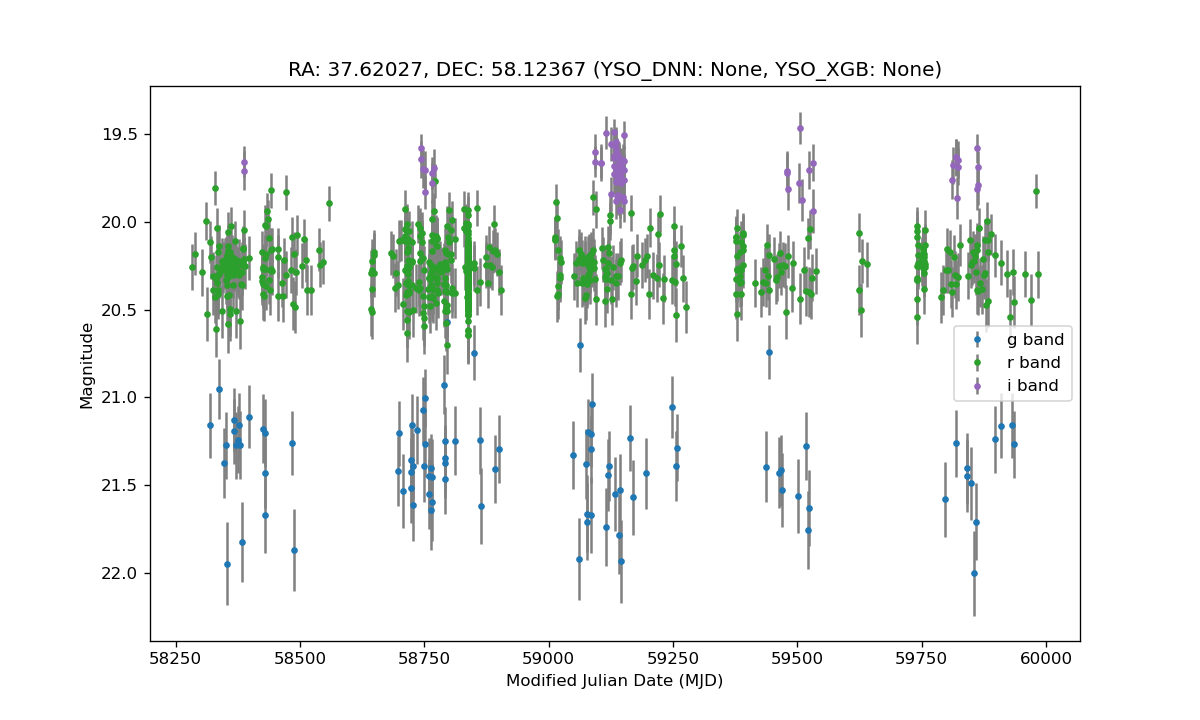 RA: 37.62027, DEC: 58.12367 (YSO_DNN: None, YSO_XGB: None)
19.5
20.0
20.5
21.0
21.5
22.0
Magnitude
g band
r band
i band
58250 58500 58750 59000 59250 59500 59750 60000
Modified Julian Date (MJD)